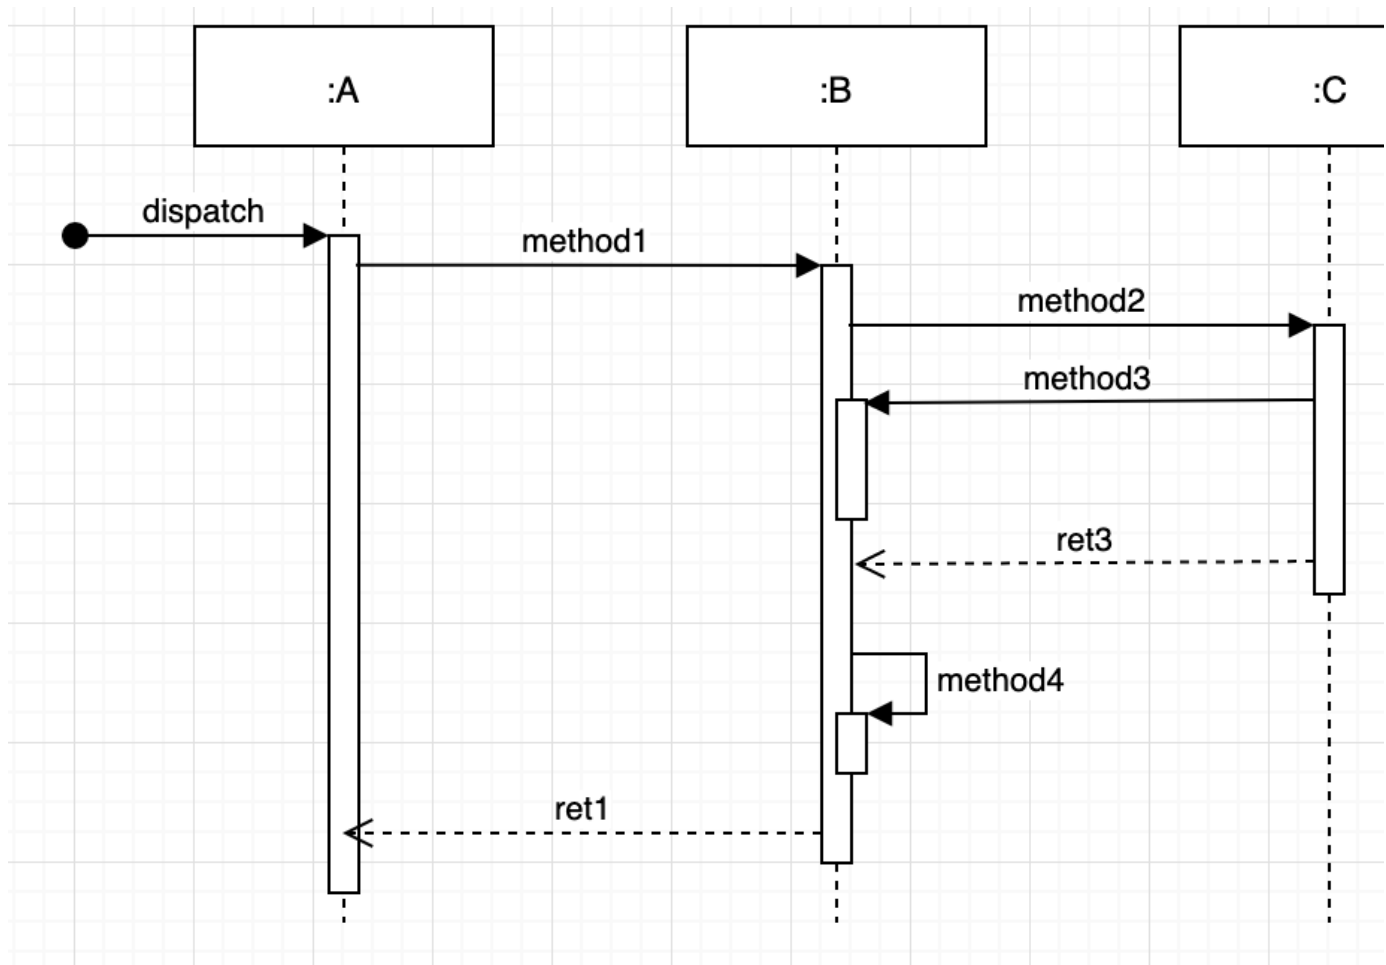 :A
:B
:C
dispatch
method1
method2
method3
ret3
method4
ret1